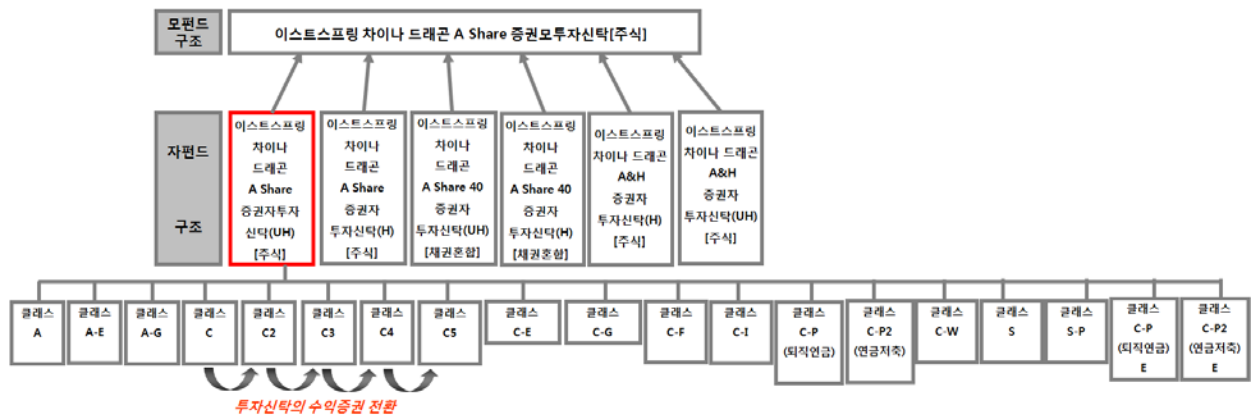 모펀드
구조
이스트스프링 차이나 드래곤 A Share 증권모투자신탁[주식]
자펀드
구조
이스트스프링
차이나
드래곤
A Share
증권자투자
신탁(UH)
[주식]
이스트스프링
차이나
드래곤
A Share
증권자
투자신탁(H)
[주식]
이스트스프링
차이나
드래곤
A Share 40
증권자
투자신탁(UH)
[채권혼합]
이스트스프링
차이나
드래곤
A Share 40
증권자
투자신탁(H)
[채권혼합]
이스트스프링
차이나 드래곤
A&H
증권자
투자신탁(H)
[주식]
이스트스프링
차이나 드래곤
A&H
증권자
투자신탁(UH)
[주식]
클래스
A
클래스
A-E
클래스
A-G
클래스
C
클래스
C2
클래스
C3
클래스
C4
클래스
C5
클래스
C-E
클래스
C-G
클래스
C-F
클래스
C-I
클래스
C-P
(퇴직연금)
클래스
C-P2
(연금저축)
클래스
C-W
클래스
S
클래스
S-P
클래스
C-P
(퇴직연금)
E
클래스
C-P2
(연금저축)
E
투자신탁의 수익증권 전환